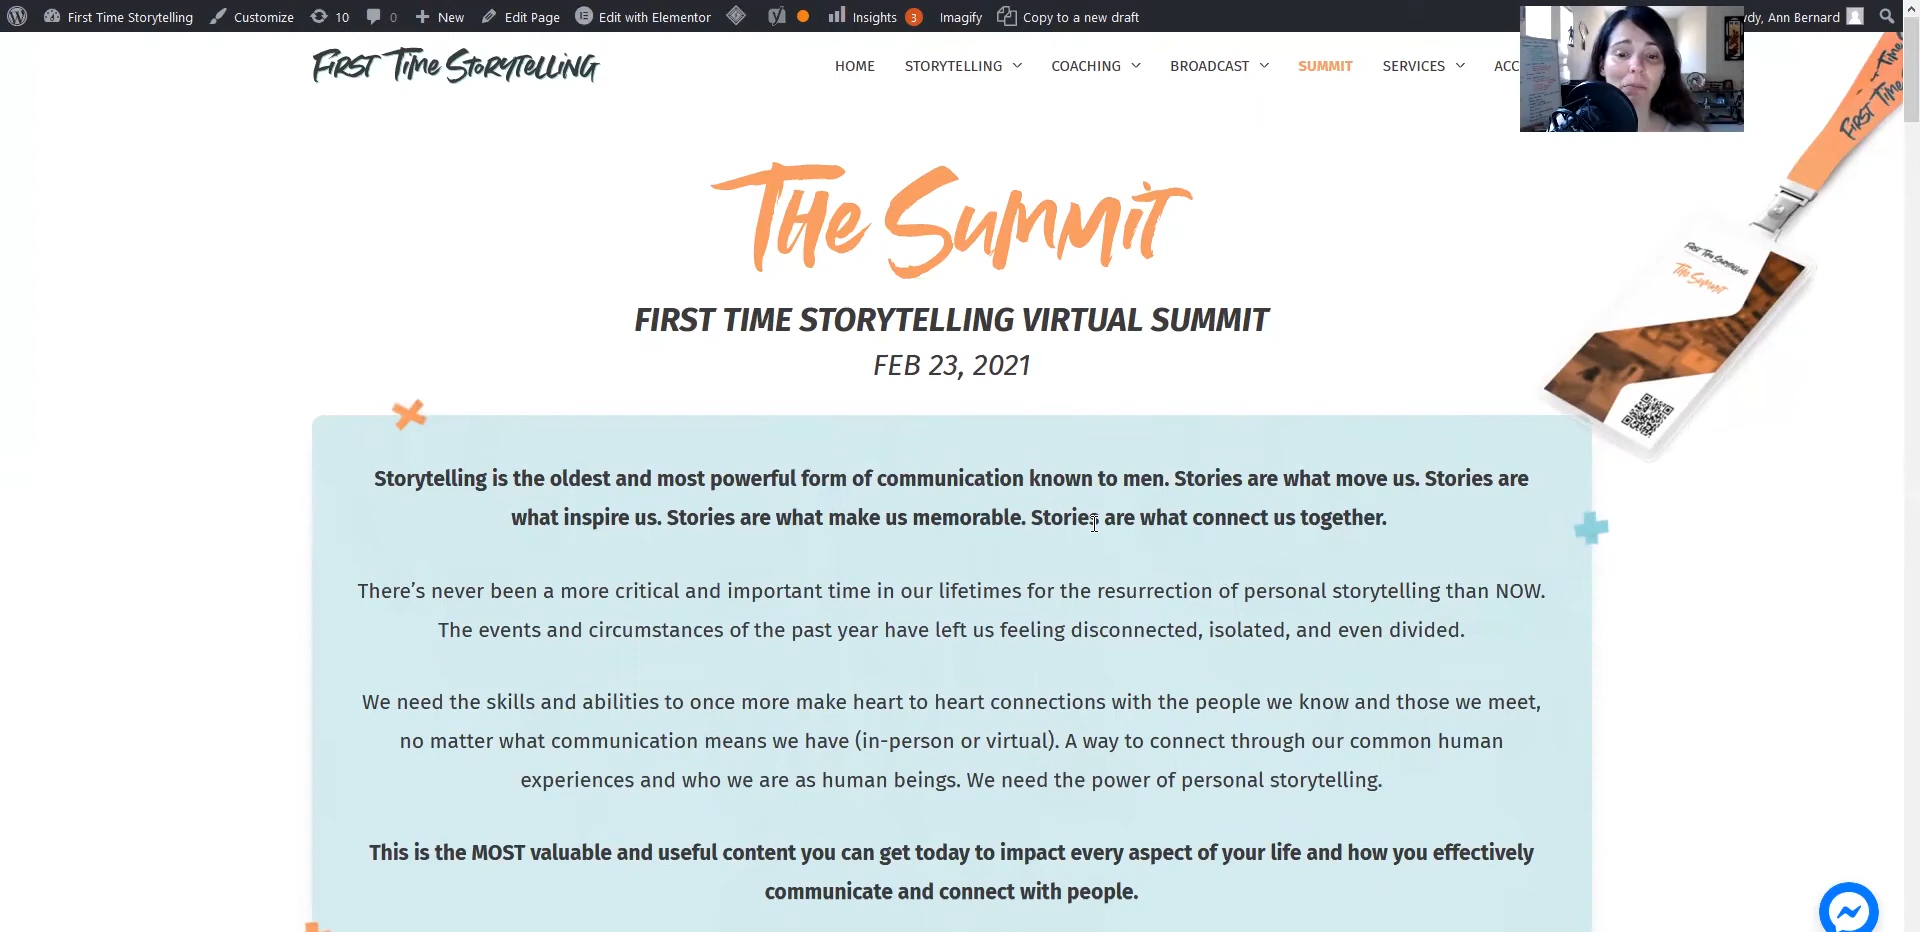 First Time Storytelling Customize 10 0 New Edit Page Edit with Elementor Insights 3 Imagify Copy to a new draft dy, Ann Bernard
FIRST TIME STORYTELLING
HOME STORYTELLING COACHING BROADCAST SUMMIT SERVICES ACC
THE SUMMIT
FIRST TIME STORYTELLING VIRTUAL SUMMIT
FEB 23, 2021
FIRST TIME STORYTELLING
THE SUMMIT
Storytelling is the oldest and most powerful form of communication known to men. Stories are what move us. Stories are
what inspire us. Stories are what make us memorable. Stories are what connect us together.
There’s never been a more critical and important time in our lifetimes for the resurrection of personal storytelling than NOW.
The events and circumstances of the past year have left us feeling disconnected, isolated, and even divided.
We need the skills and abilities to once more make heart to heart connections with the people we know and those we meet,
no matter what communication means we have (in-person or virtual). A way to connect through our common human
experiences and who we are as human beings. We need the power of personal storytelling.
This is the MOST valuable and useful content you can get today to impact every aspect of your life and how you effectively
communicate and connect with people.